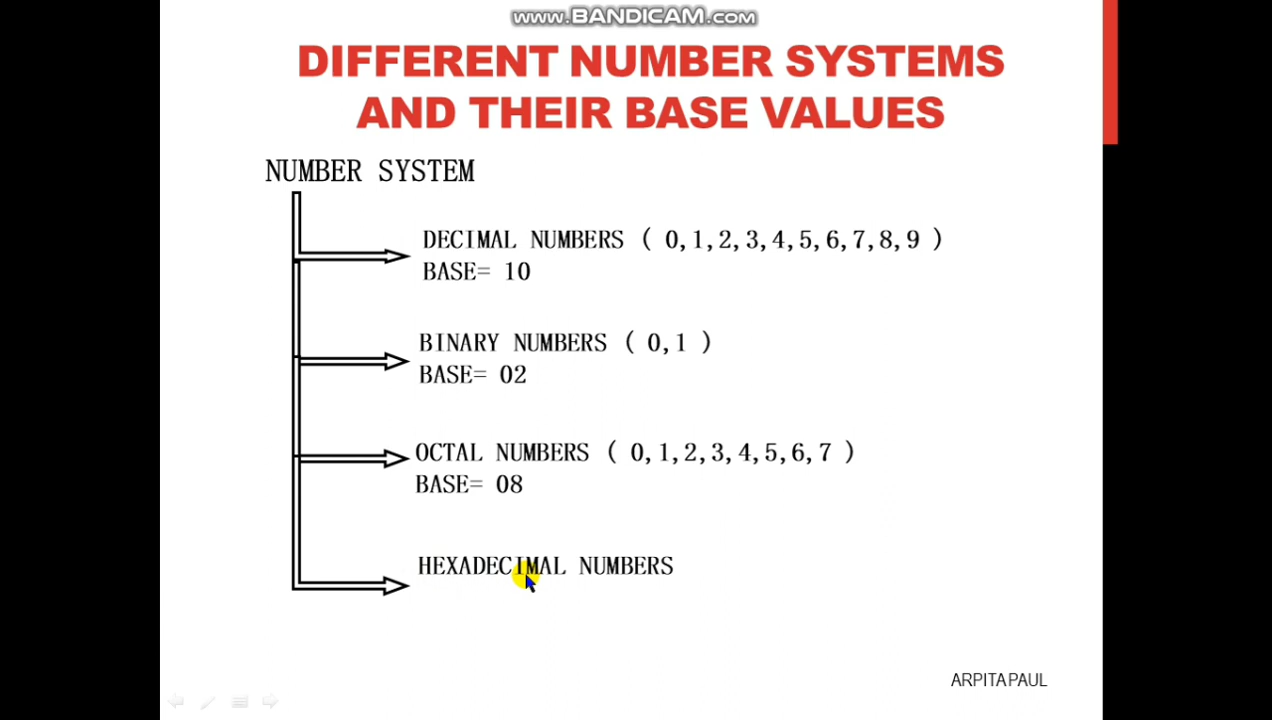 www.BANDICAM.com
DIFFERENT NUMBER SYSTEMS
AND THEIR BASE VALUES
NUMBER SYSTEM
DECIMAL NUMBERS ( 0,1,2,3,4,5,6,7,8,9 )
BASE= 10
BINARY NUMBERS ( 0,1 )
BASE= 02
OCTAL NUMBERS ( 0,1,2,3,4,5,6,7 )
BASE= 08
HEXADECIMAL NUMBERS
ARPITA PAUL